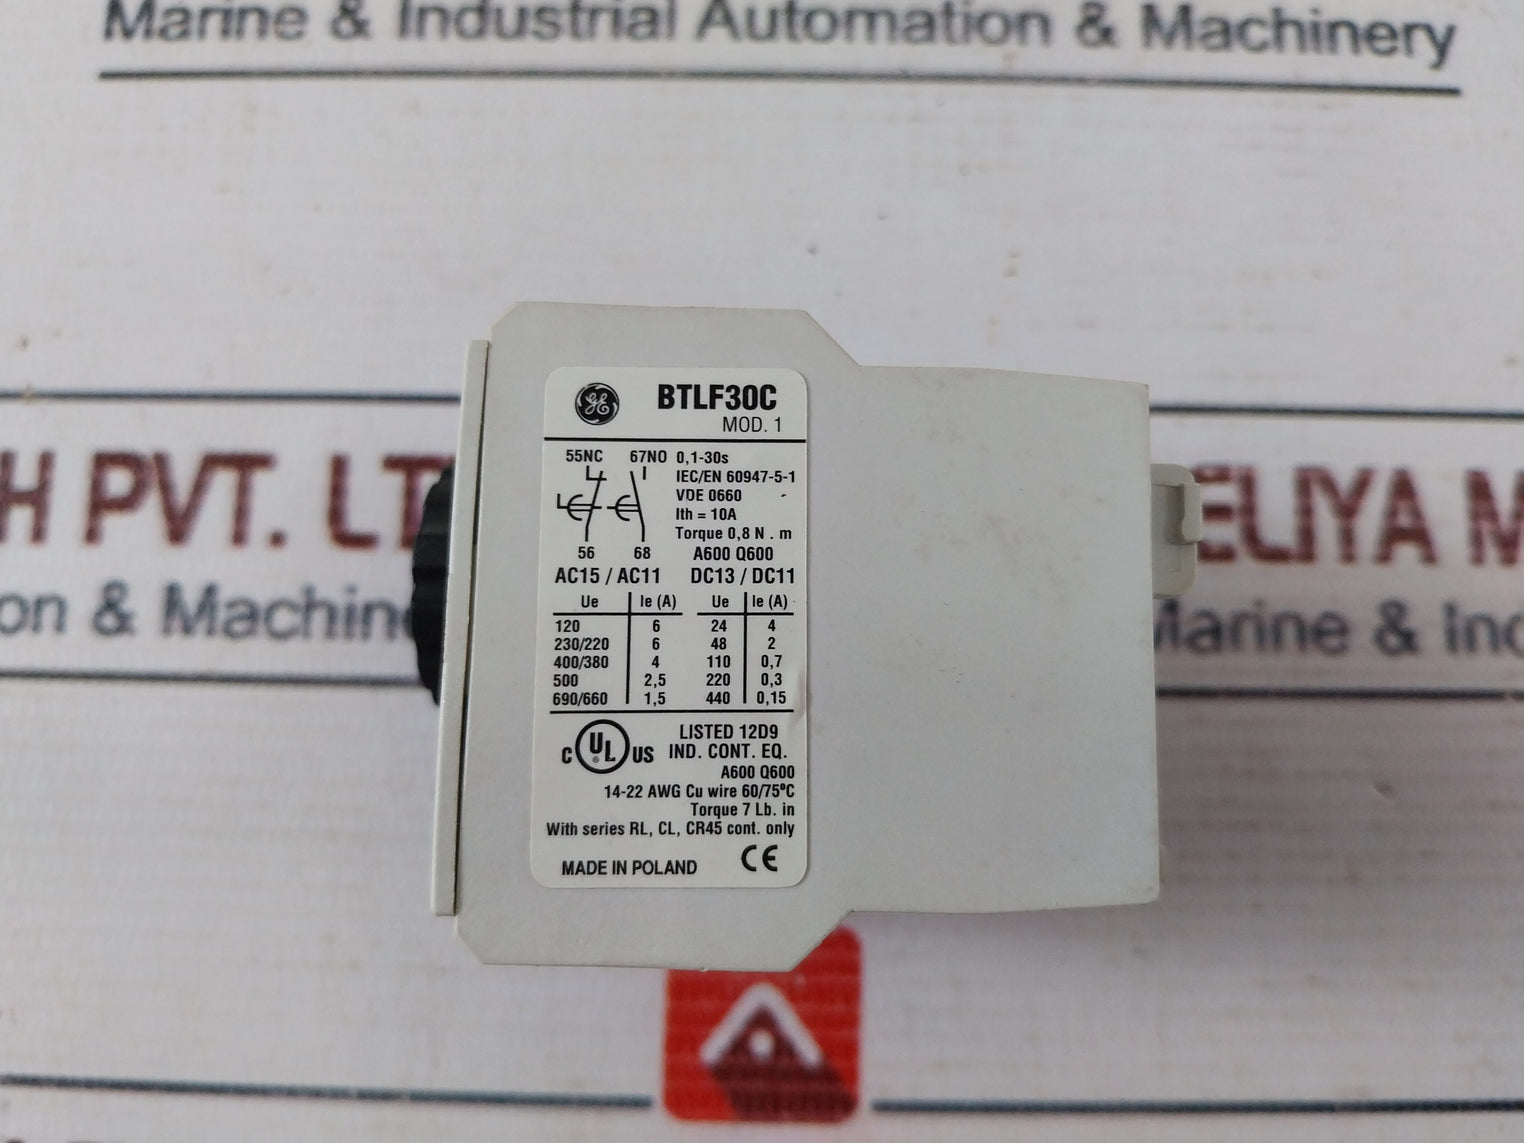 Marine & Industrial Automation & Machinery
H PVT. LT
ELIYA M
on & Machin
Marine & Ind
GE
BTLF30C
MOD. 1
55NC 67NO 0,1-30s
IEC/EN 60947-5-1
VDE 0660
Ith = 10A
Torque 0,8 N . m
56 68 A600 Q600
AC15 / AC11 DC13 / DC11
Ue Ie (A) Ue Ie (A)
120 6 24 4
230/220 6 48 2
400/380 4 110 0,7
500 2,5 220 0,3
690/660 1,5 440 0,15
C UL ® US LISTED 12D9
IND. CONT. EQ.
A600 Q600
14-22 AWG Cu wire 60/75ºC
Torque 7 Lb. in
With series RL, CL, CR45 cont. only
MADE IN POLAND CE